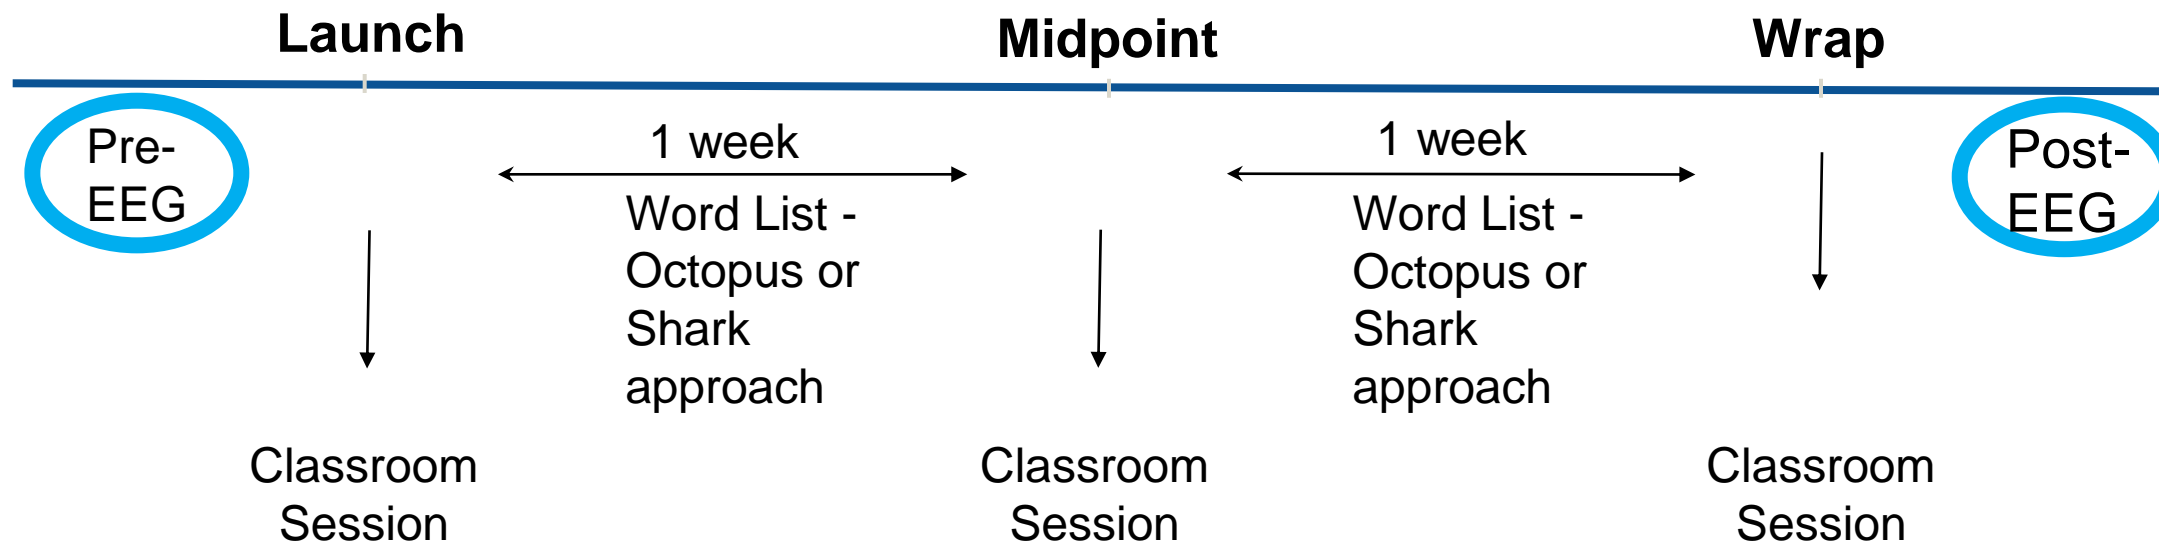 Launch
Midpoint
Wrap
Pre-
EEG
1 week
Word List -
Octopus or
Shark
approach
1 week
Word List -
Octopus or
Shark
approach
Post-
EEG
Classroom
Session
Classroom
Session
Classroom
Session